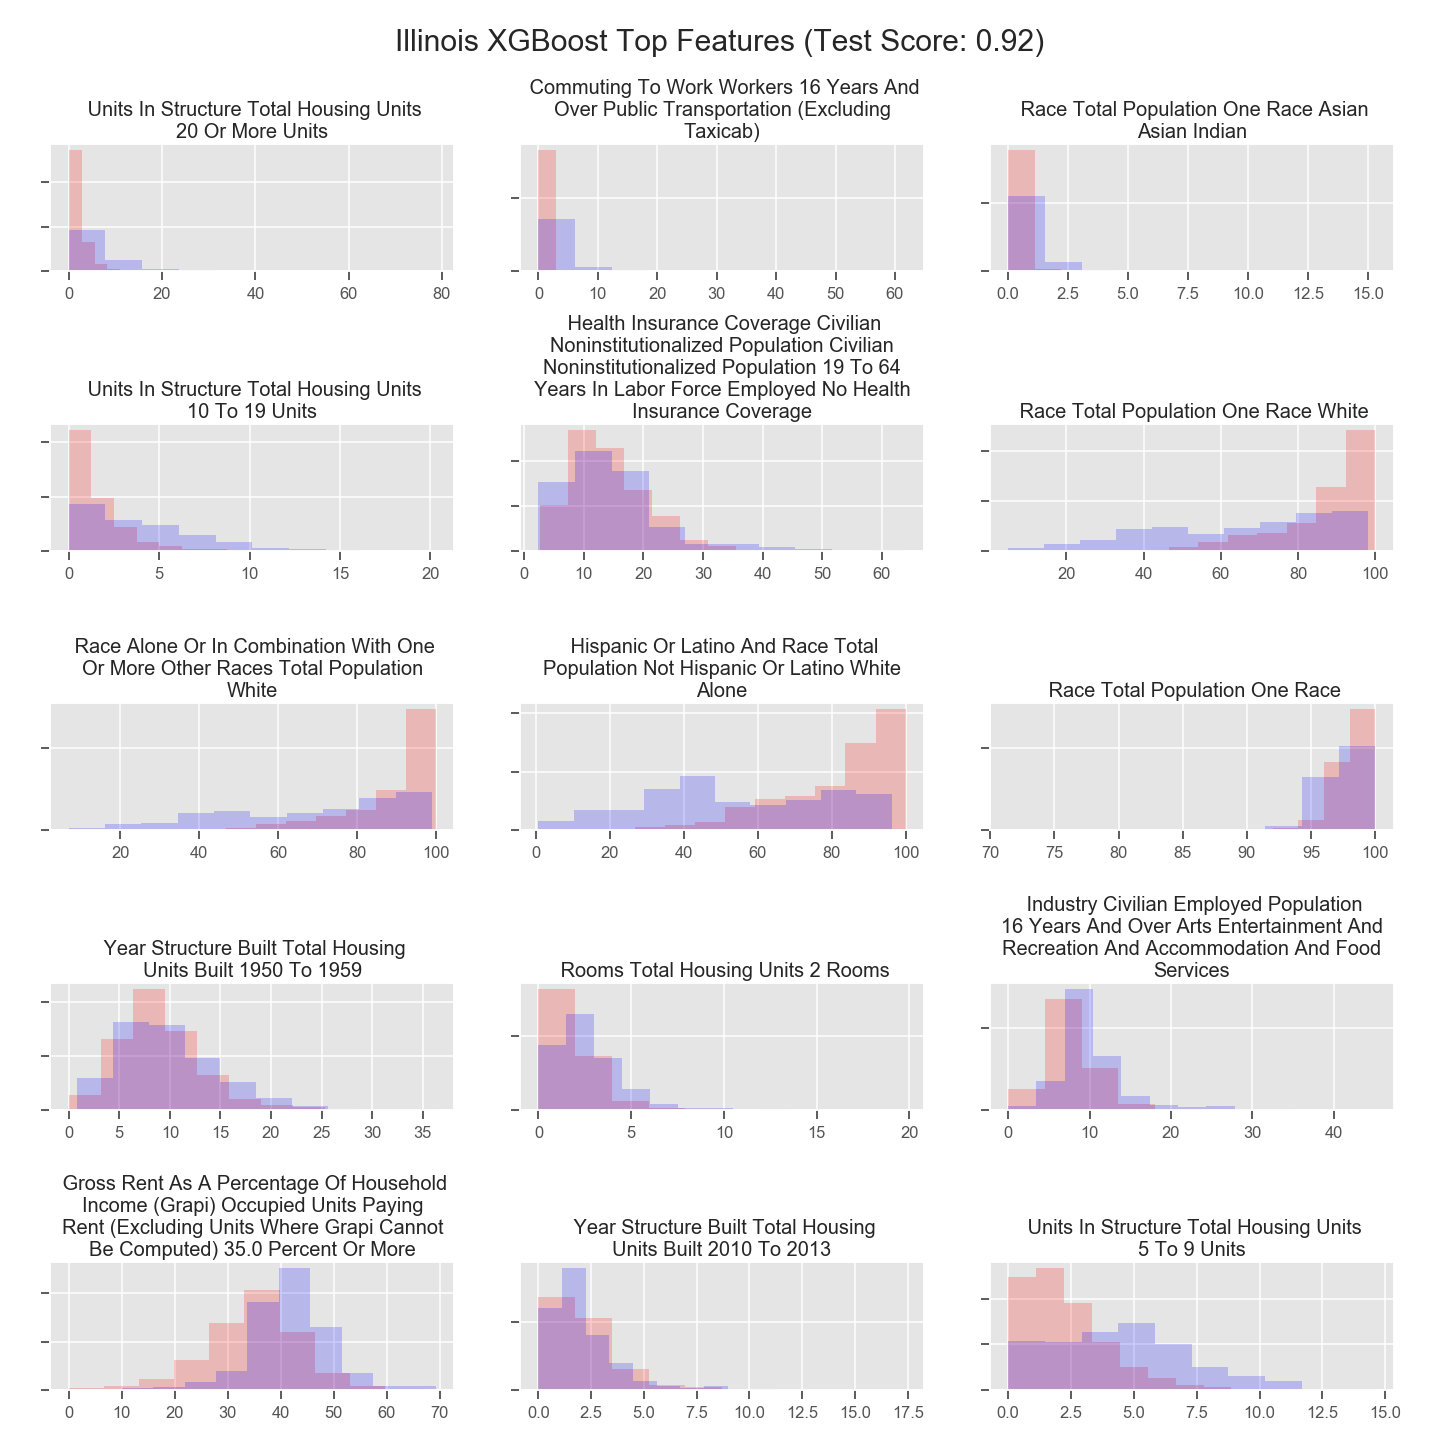 Illinois XGBoost Top Features (Test Score: 0.92)
Units In Structure Total Housing Units
20 Or More Units
0 20 40 60 80
Commuting To Work Workers 16 Years And
Over Public Transportation (Excluding
Taxicab)
0 10 20 30 40 50 60
Race Total Population One Race Asian
Asian Indian
0.0 2.5 5.0 7.5 10.0 12.5 15.0
Units In Structure Total Housing Units
10 To 19 Units
0 5 10 15 20
Health Insurance Coverage Civilian
Noninstitutionalized Population Civilian
Noninstitutionalized Population 19 To 64
Years In Labor Force Employed No Health
Insurance Coverage
0 10 20 30 40 50 60
Race Total Population One Race White
20 40 60 80 100
Race Alone Or In Combination With One
Or More Other Races Total Population
White
20 40 60 80 100
Hispanic Or Latino And Race Total
Population Not Hispanic Or Latino White
Alone
0 20 40 60 80 100
Race Total Population One Race
70 75 80 85 90 95 100
Year Structure Built Total Housing
Units Built 1950 To 1959
0 5 10 15 20 25 30 35
Rooms Total Housing Units 2 Rooms
0 5 10 15 20
Industry Civilian Employed Population
16 Years And Over Arts Entertainment And
Recreation And Accommodation And Food
Services
0 10 20 30 40
Gross Rent As A Percentage Of Household
Income (Grapi) Occupied Units Paying
Rent (Excluding Units Where Grapi Cannot
Be Computed) 35.0 Percent Or More
0 10 20 30 40 50 60 70
Year Structure Built Total Housing
Units Built 2010 To 2013
0.0 2.5 5.0 7.5 10.0 12.5 15.0 17.5
Units In Structure Total Housing Units
5 To 9 Units
0.0 2.5 5.0 7.5 10.0 12.5 15.0